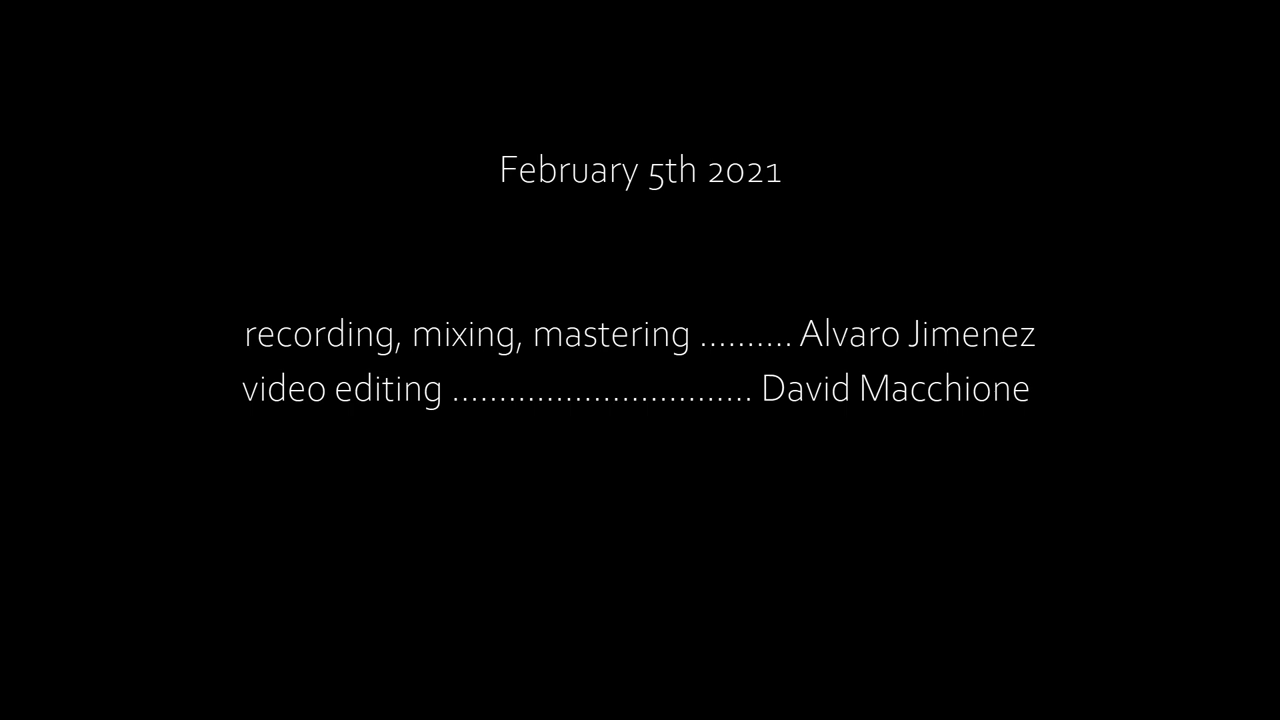 February 5th 2021
recording, mixing, mastering .......... Alvaro Jimenez
video editing ................................ David Macchione